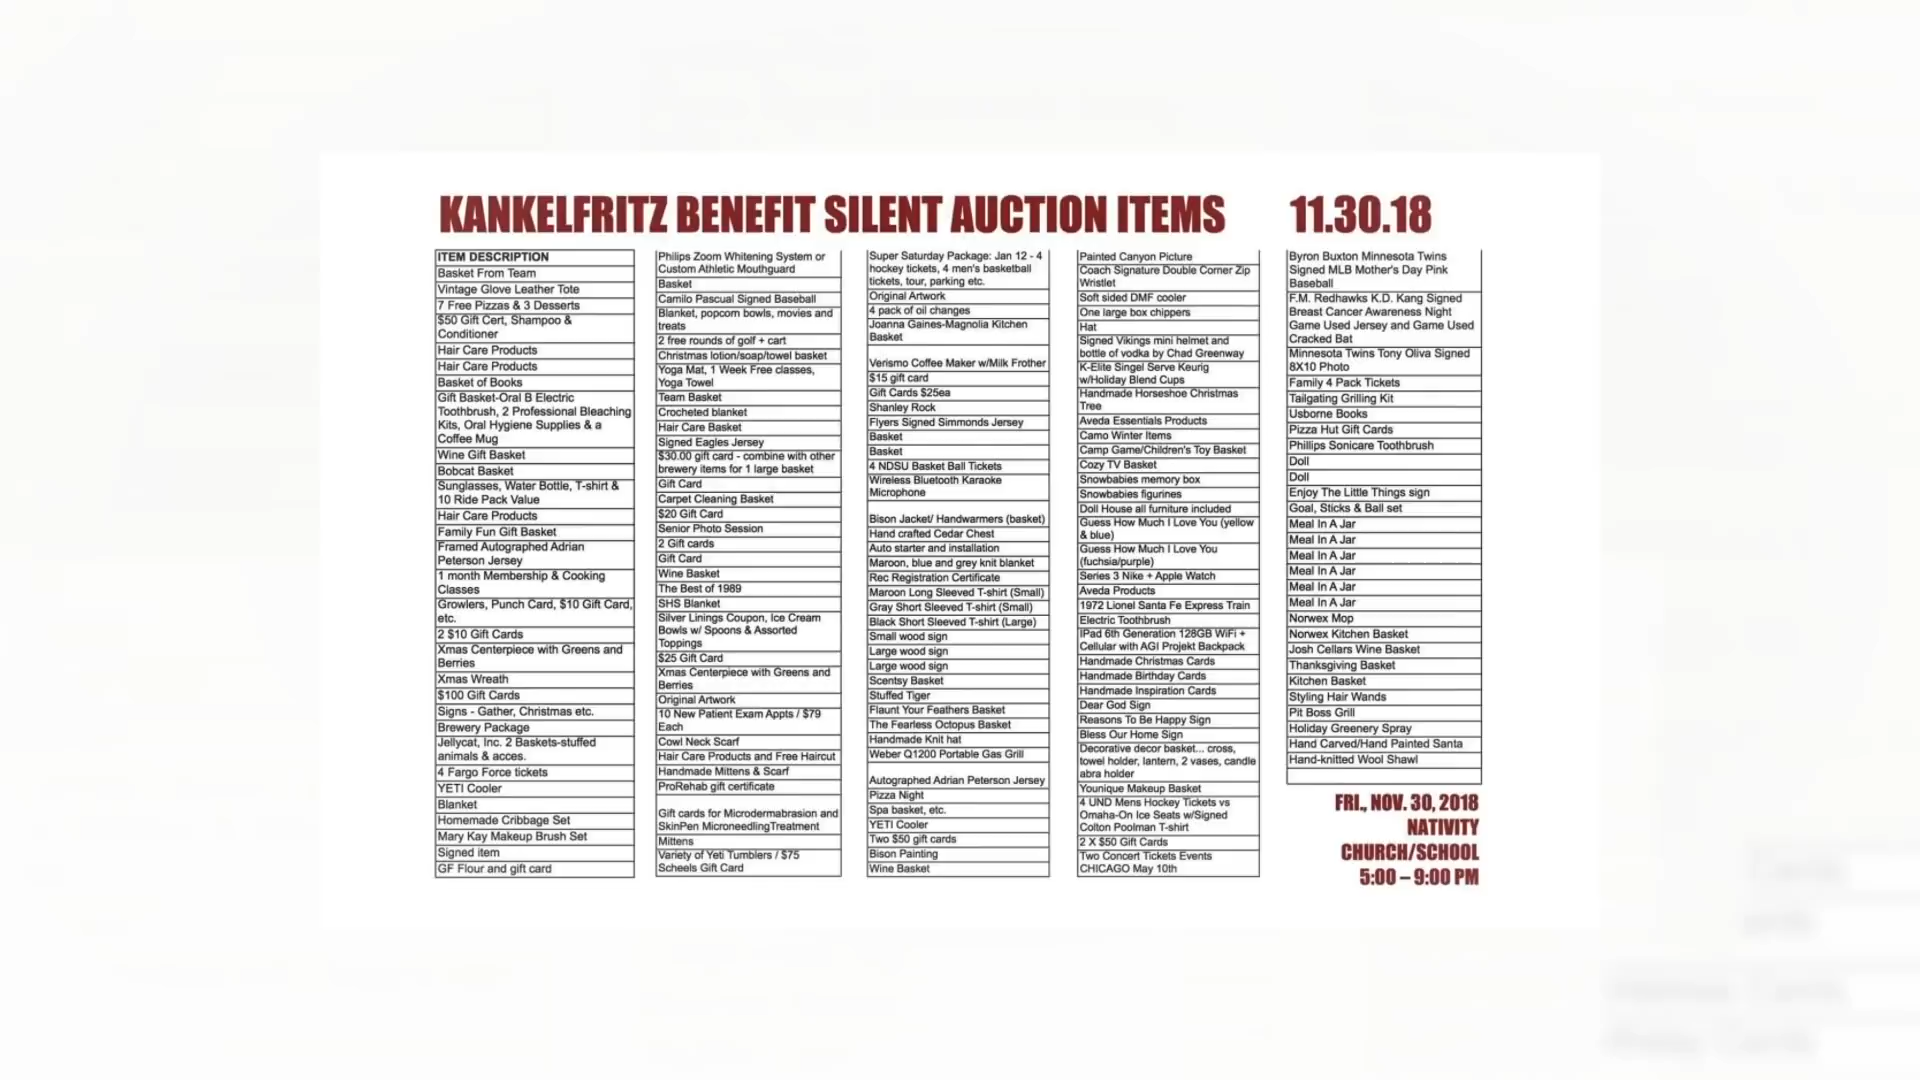 KANKELFRITZ BENEFIT SILENT AUCTION ITEMS 11.30.18
ITEM DESCRIPTION
Basket From Team
Vintage Glove Leather Tote
7 Free Pizzas & 3 Desserts
$50 Gift Cert, Shampoo &
Conditioner
Hair Care Products
Hair Care Products
Basket of Books
Gift Basket-Oral B Electric
Toothbrush, 2 Professional Bleaching
Kits, Oral Hygiene Supplies & a
Coffee Mug
Wine Gift Basket
Bobcat Basket
Sunglasses, Water Bottle, T-shirt &
10 Ride Pack Value
Hair Care Products
Family Fun Gift Basket
Framed Autographed Adrian
Peterson Jersey
1 month Membership & Cooking
Classes
Growlers, Punch Card, $10 Gift Card,
etc.
2 $10 Gift Cards
Xmas Centerpiece with Greens and
Berries
Xmas Wreath
$100 Gift Cards
Signs - Gather, Christmas etc.
Brewery Package
Jellycat, Inc. 2 Baskets-stuffed
animals & acces.
4 Fargo Force tickets
YETI Cooler
Blanket
Homemade Cribbage Set
Mary Kay Makeup Brush Set
Signed item
GF Flour and gift card
Philips Zoom Whitening System or
Custom Athletic Mouthguard
Basket
Camilo Pascual Signed Baseball
Blanket, popcorn bowls, movies and
treats
2 free rounds of golf + cart
Christmas lotion/soap/towel basket
Yoga Mat, 1 Week Free classes,
Yoga Towel
Team Basket
Crocheted blanket
Hair Care Basket
Signed Eagles Jersey
$30.00 gift card - combine with other
brewery items for 1 large basket
Gift Card
Carpet Cleaning Basket
$20 Gift Card
Senior Photo Session
2 Gift cards
Gift Card
Wine Basket
The Best of 1989
SHS Blanket
Silver Linings Coupon, Ice Cream
Bowls w/ Spoons & Assorted
Toppings
$25 Gift Card
Xmas Centerpiece with Greens and
Berries
Original Artwork
10 New Patient Exam Appts / $79
Each
Cowl Neck Scarf
Hair Care Products and Free Haircut
Handmade Mittens & Scarf
ProRehab gift certificate
Gift cards for Microdermabrasion and
SkinPen MicroneedlingTreatment
Mittens
Variety of Yeti Tumblers / $75
Scheels Gift Card
Super Saturday Package: Jan 12 - 4
hockey tickets, 4 men's basketball
tickets, tour, parking etc.
Original Artwork
4 pack of oil changes
Joanna Gaines-Magnolia Kitchen
Basket
Verismo Coffee Maker w/Milk Frother
$15 gift card
Gift Cards $25ea
Shanley Rock
Flyers Signed Simmonds Jersey
Basket
Basket
4 NDSU Basket Ball Tickets
Wireless Bluetooth Karaoke
Microphone
Bison Jacket/ Handwarmers (basket)
Hand crafted Cedar Chest
Auto starter and installation
Maroon, blue and grey knit blanket
Rec Registration Certificate
Maroon Long Sleeved T-shirt (Small)
Gray Short Sleeved T-shirt (Small)
Black Short Sleeved T-shirt (Large)
Small wood sign
Large wood sign
Large wood sign
Scentsy Basket
Stuffed Tiger
Flaunt Your Feathers Basket
The Fearless Octopus Basket
Handmade Knit hat
Weber Q1200 Portable Gas Grill
Autographed Adrian Peterson Jersey
Pizza Night
Spa basket, etc.
YETI Cooler
Two $50 gift cards
Bison Painting
Wine Basket
Painted Canyon Picture
Coach Signature Double Corner Zip
Wristlet
Soft sided DMF cooler
One large box chippers
Hat
Signed Vikings mini helmet and
bottle of vodka by Chad Greenway
K-Elite Singel Serve Keurig
w/Holiday Blend Cups
Handmade Horseshoe Christmas
Tree
Aveda Essentials Products
Camo Winter Items
Camp Game/Children's Toy Basket
Cozy TV Basket
Snowbabies memory box
Snowbabies figurines
Doll House all furniture included
Guess How Much I Love You (yellow
& blue)
Guess How Much I Love You
(fuchsia/purple)
Series 3 Nike + Apple Watch
Aveda Products
1972 Lionel Santa Fe Express Train
Electric Toothbrush
IPad 6th Generation 128GB WiFi +
Cellular with AGI Projekt Backpack
Handmade Christmas Cards
Handmade Birthday Cards
Handmade Inspiration Cards
Dear God Sign
Reasons To Be Happy Sign
Bless Our Home Sign
Decorative decor basket... cross,
towel holder, lantern, 2 vases, candle
abra holder
Younique Makeup Basket
4 UND Mens Hockey Tickets vs
Omaha-On Ice Seats w/Signed
Colton Poolman T-shirt
2 X $50 Gift Cards
Two Concert Tickets Events
CHICAGO May 10th
Byron Buxton Minnesota Twins
Signed MLB Mother's Day Pink
Baseball
F.M. Redhawks K.D. Kang Signed
Breast Cancer Awareness Night
Game Used Jersey and Game Used
Cracked Bat
Minnesota Twins Tony Oliva Signed
8X10 Photo
Family 4 Pack Tickets
Tailgating Grilling Kit
Usborne Books
Pizza Hut Gift Cards
Phillips Sonicare Toothbrush
Doll
Doll
Enjoy The Little Things sign
Goal, Sticks & Ball set
Meal In A Jar
Meal In A Jar
Meal In A Jar
Meal In A Jar
Meal In A Jar
Meal In A Jar
Norwex Mop
Norwex Kitchen Basket
Josh Cellars Wine Basket
Thanksgiving Basket
Kitchen Basket
Styling Hair Wands
Pit Boss Grill
Holiday Greenery Spray
Hand Carved/Hand Painted Santa
Hand-knitted Wool Shawl
FRI., NOV. 30, 2018
NATIVITY
CHURCH/SCHOOL
5:00 – 9:00 PM